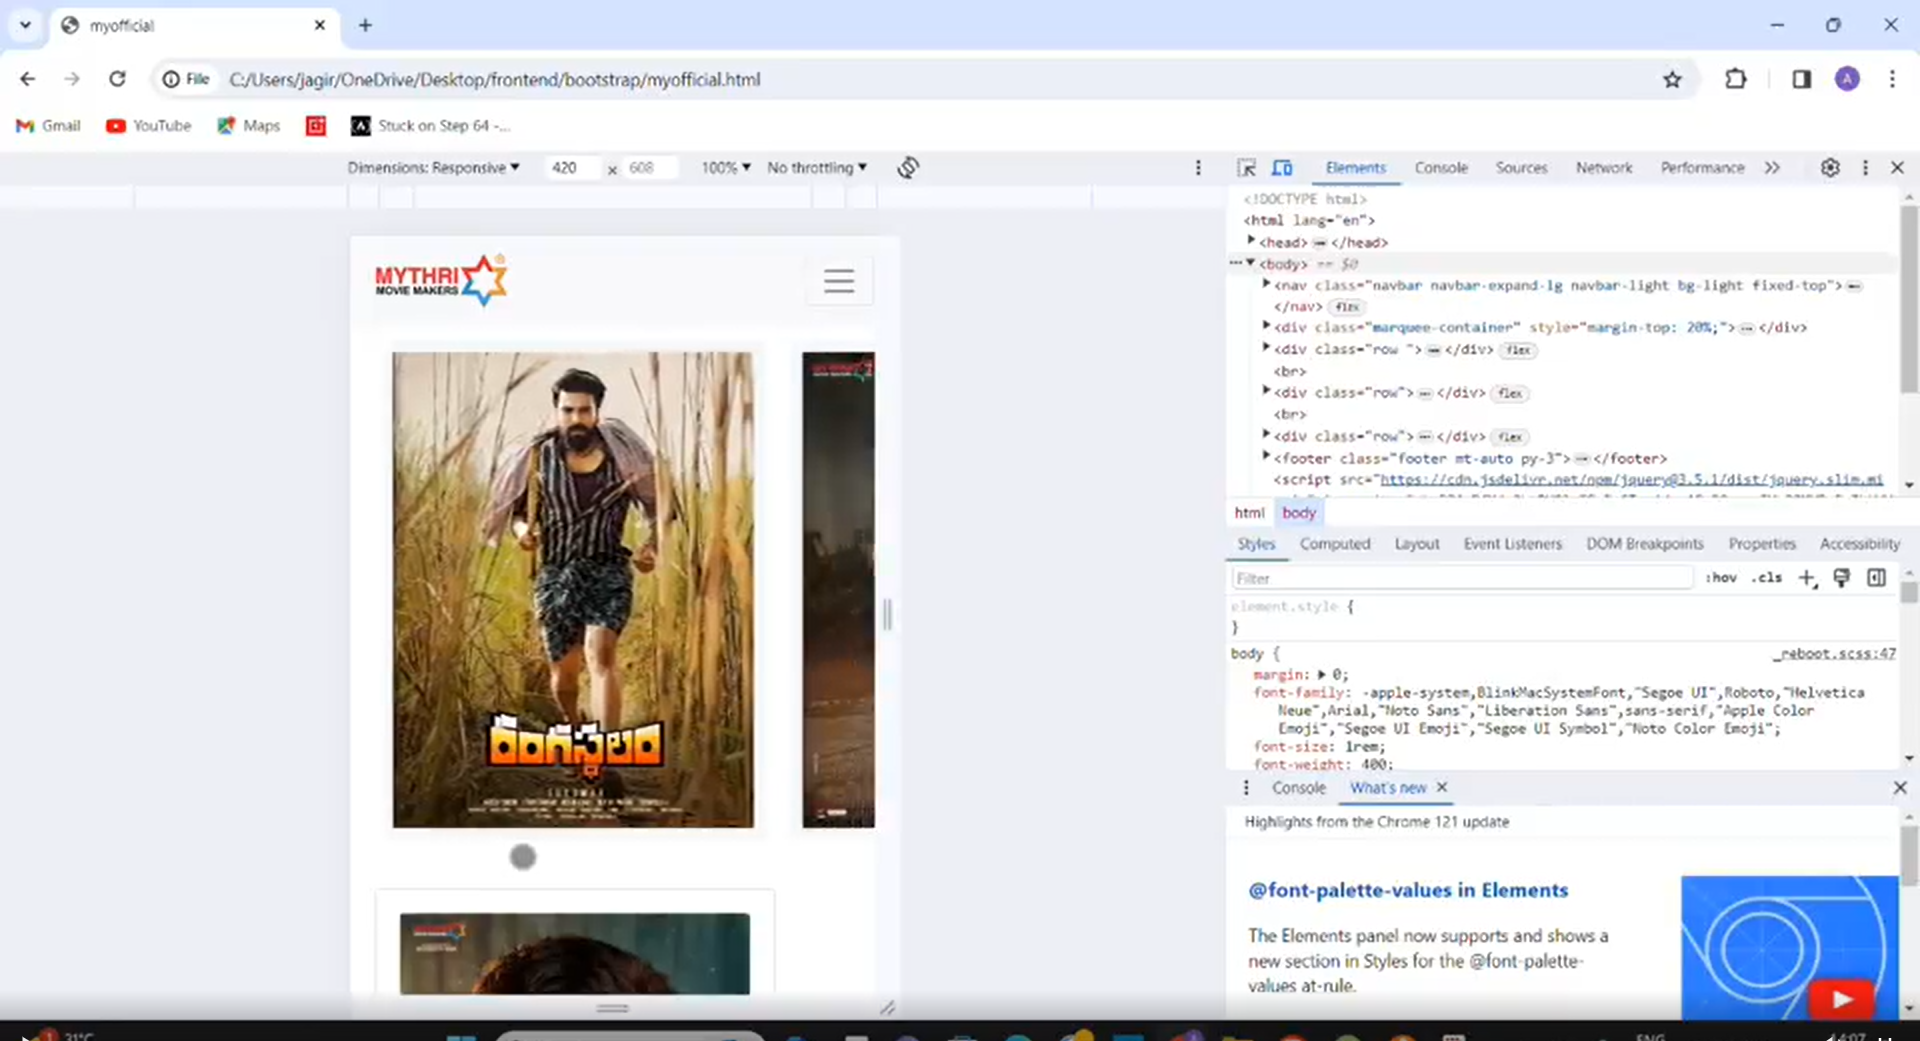 myofficial
File C:/Users/jagir/OneDrive/Desktop/frontend/bootstrap/myofficial.html
Gmail YouTube Maps Stuck on Step 64 -...
Dimensions: Responsive 420 x 608 100% No throttling
Elements Console Sources Network Performance
MYTHRI
MOVIE MAKERS
రంగస్థలం
SUKUMAR
<!DOCTYPE html>
<html lang="en">
<head> </head>
<body> == $0
<nav class="navbar navbar-expand-lg navbar-light bg-light fixed-top">
</nav> flex
<div class="marquee-container" style="margin-top: 20%;"> </div>
<div class="row "> </div> flex
<br>
<div class="row"> </div> flex
<br>
<div class="row"> </div> flex
<footer class="footer mt-auto py-3"> </footer>
<script src="https://cdn.jsdelivr.net/npm/jquery@3.5.1/dist/jquery.slim.mi
html body
Styles Computed Layout Event Listeners DOM Breakpoints Properties Accessibility
Filter :hov .cls
element.style {
}
body { _reboot.scss:47
margin: 0;
font-family: -apple-system,BlinkMacSystemFont,"Segoe UI",Roboto,"Helvetica
Neue",Arial,"Noto Sans","Liberation Sans",sans-serif,"Apple Color
Emoji","Segoe UI Emoji","Segoe UI Symbol","Noto Color Emoji";
font-size: 1rem;
font-weight: 400;
Console What's new
Highlights from the Chrome 121 update
@font-palette-values in Elements
The Elements panel now supports and shows a
new section in Styles for the @font-palette-
values at-rule.
31°C
ENG